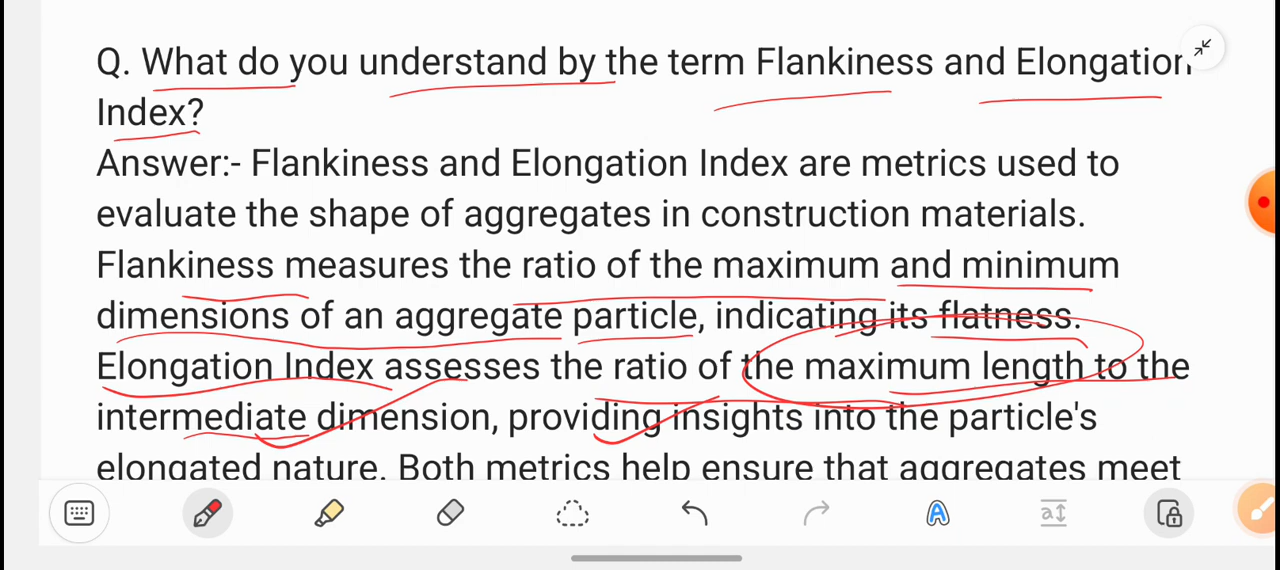 Q. What do you understand by the term Flankiness and Elongation
Index?
Answer:- Flankiness and Elongation Index are metrics used to
evaluate the shape of aggregates in construction materials.
Flankiness measures the ratio of the maximum and minimum
dimensions of an aggregate particle, indicating its flatness.
Elongation Index assesses the ratio of the maximum length to the
intermediate dimension, providing insights into the particle's
elongated nature. Both metrics help ensure that aggregates meet
A
a